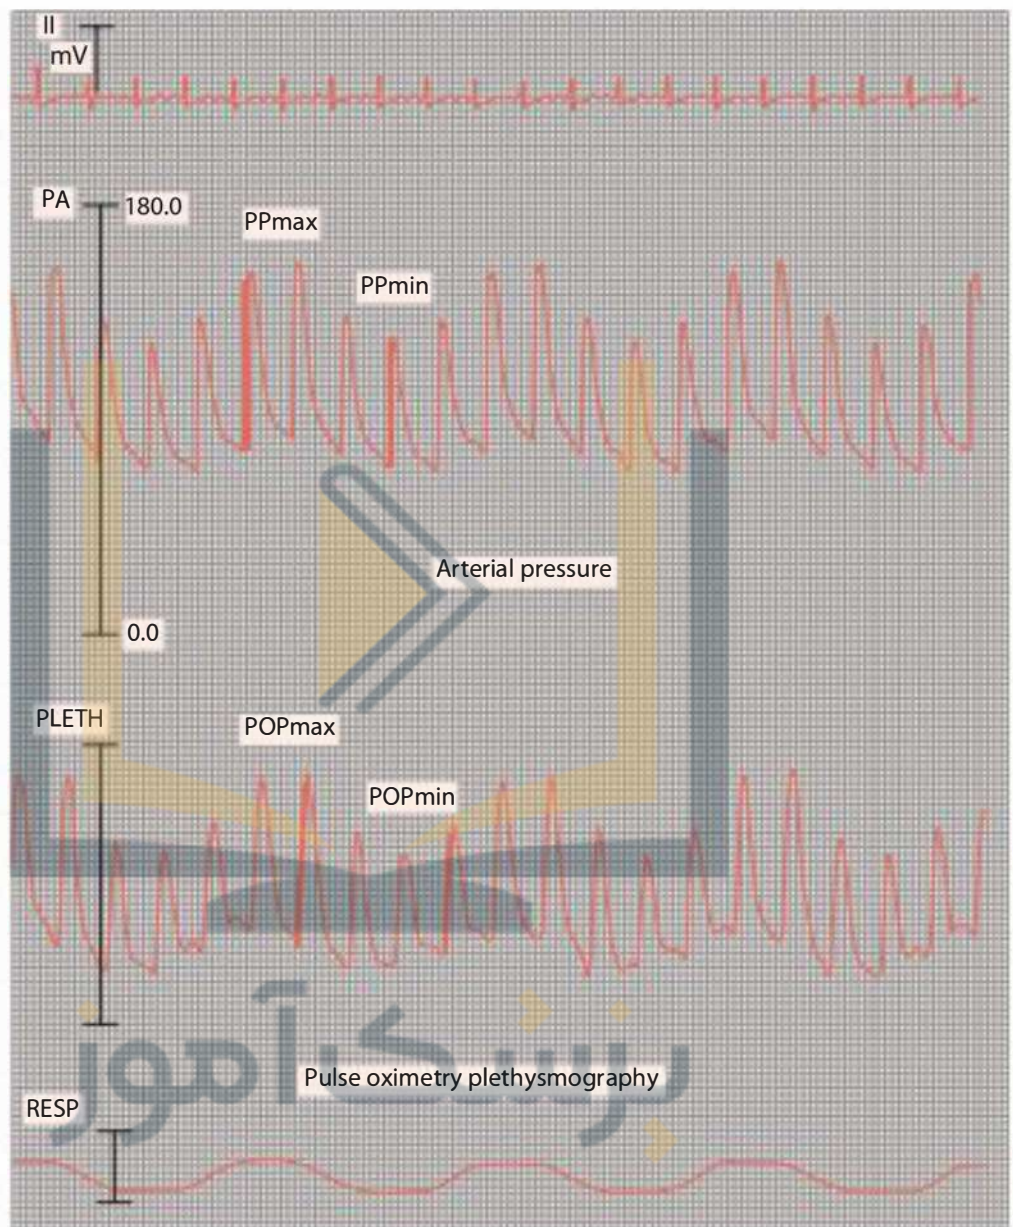 II
mV
PA
180.0
PPmax
PPmin
Arterial pressure
0.0
PLETH
POPmax
POPmin
پزشک آموز
Pulse oximetry plethysmography
RESP